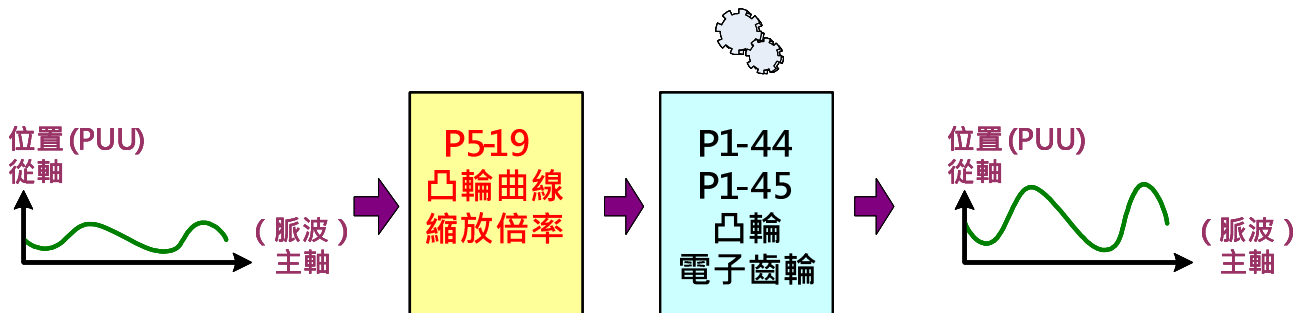 位置(PUU)
從軸
(脈波)
主軸
P5-19
凸輪曲線
縮放倍率
P1-44
P1-45
凸輪
電子齒輪
位置(PUU)
從軸
(脈波)
主軸